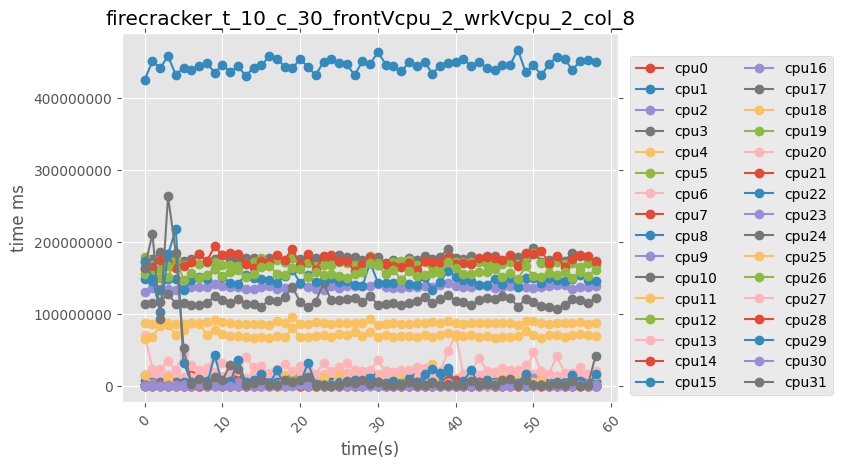 firecracker_t_10_c_30_frontVcpu_2_wrkVcpu_2_col_8
time ms
400000000
300000000
200000000
100000000
0
0
10
20
30
40
50
60
time(s)
cpu0
cpu1
cpu2
cpu3
cpu4
cpu5
cpu6
cpu7
cpu8
cpu9
cpu10
cpu11
cpu12
cpu13
cpu14
cpu15
cpu16
cpu17
cpu18
cpu19
cpu20
cpu21
cpu22
cpu23
cpu24
cpu25
cpu26
cpu27
cpu28
cpu29
cpu30
cpu31